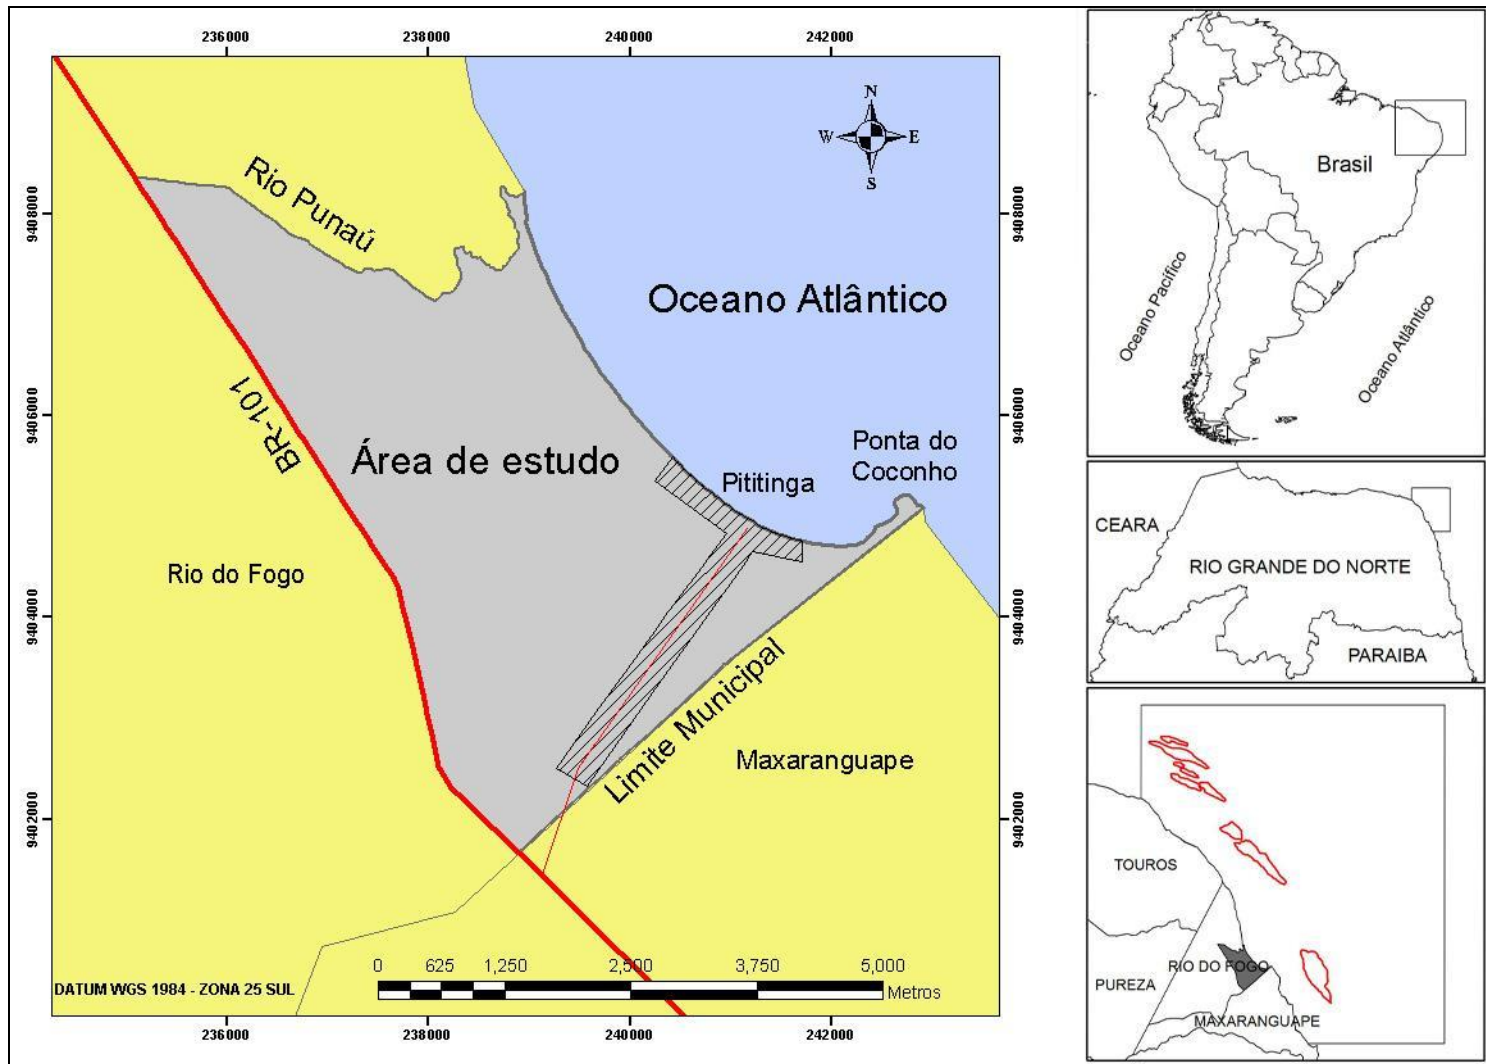 236000
238000
240000
242000
N
W
E
S
9408000
9408000
Rio Punaú
Oceano Atlântico
BR-101
9406000
9406000
Área de estudo
Ponta do
Coconho
Pititinga
Rio do Fogo
9404000
9404000
Limite Municipal
Maxaranguape
9402000
9402000
0
625
1,250
2,500
3,750
5,000
Metros
DATUM WGS 1984 - ZONA 25 SUL
236000
238000
240000
242000
Brasil
Oceano Pacífico
Oceano Atlântico
CEARA
RIO GRANDE DO NORTE
PARAIBA
TOUROS
RIO DO FOGO
PUREZA
MAXARANGUAPE